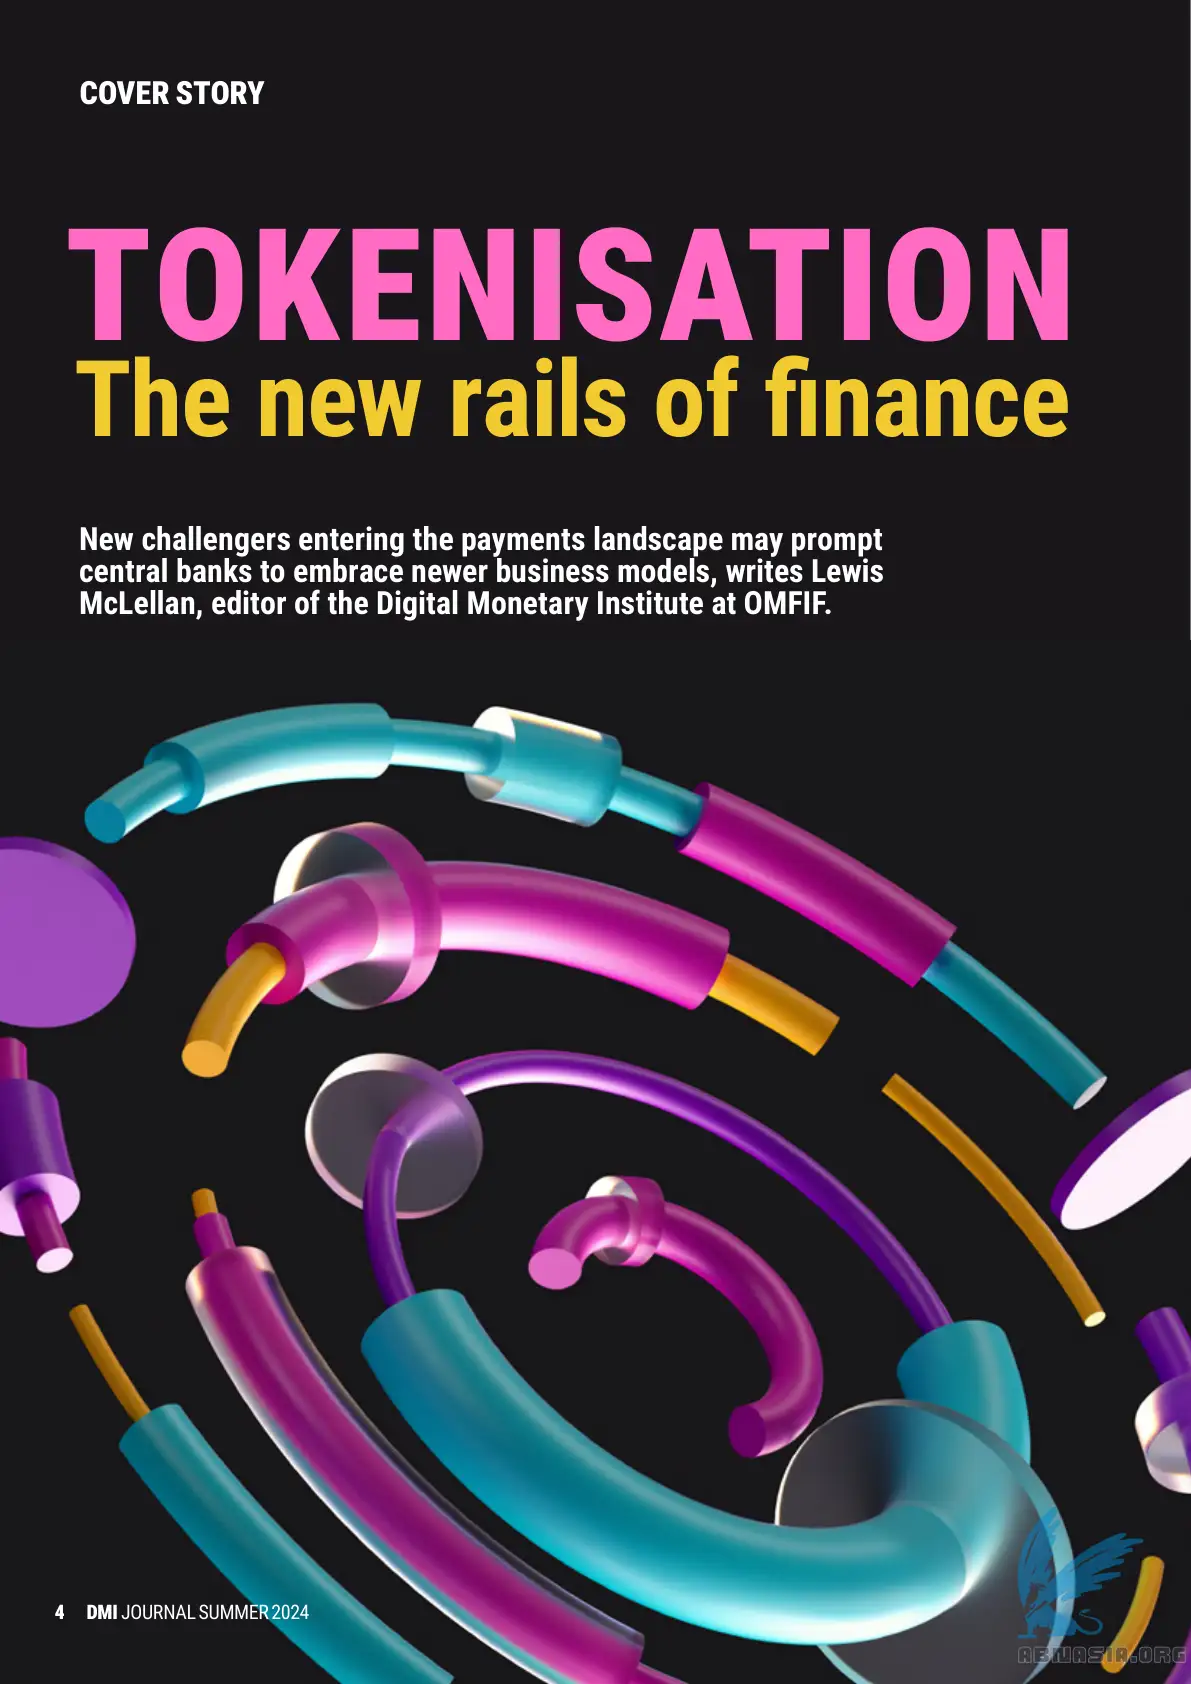 COVER STORY
TOKENISATION
The new rails of finance
New challengers entering the payments landscape may prompt
central banks to embrace newer business models, writes Lewis
McLellan, editor of the Digital Monetary Institute at OMFIF.
4 DMI JOURNAL SUMMER 2024
ABNASIA.ORG